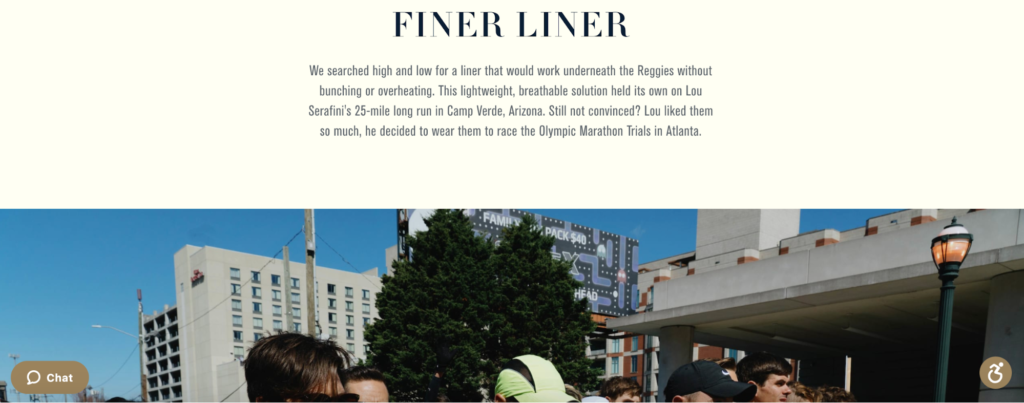 FINER LINER
We searched high and low for a liner that would work underneath the Reggies without
bunching or overheating. This lightweight, breathable solution held its own on Lou
Serafini's 25-mile long run in Camp Verde, Arizona. Still not convinced? Lou liked them
so much, he decided to wear them to race the Olympic Marathon Trials in Atlanta.
PACK $40
HEAD
Chat